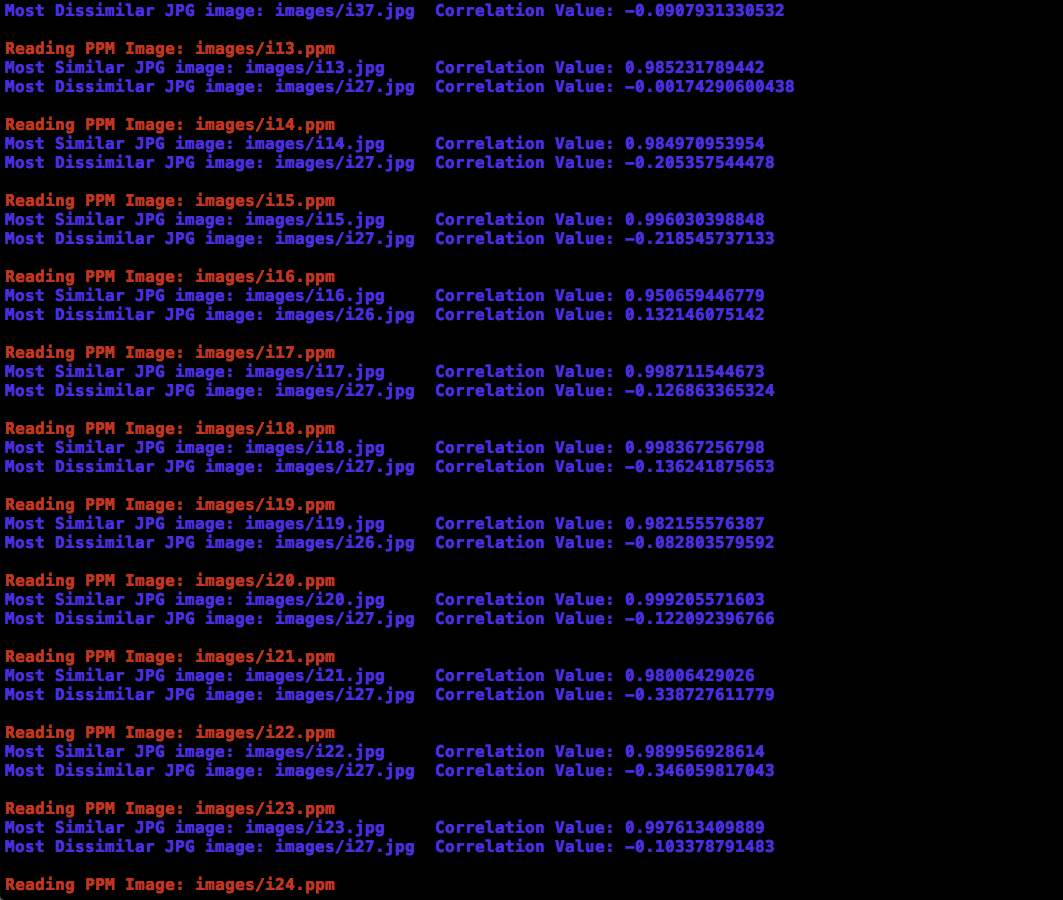 Most Dissimilar JPG image: images/i37.jpg  Correlation Value: -0.0907931330532
Reading PPM Image: images/i13.ppm
Most Similar JPG image: images/i13.jpg     Correlation Value: 0.985231789442
Most Dissimilar JPG image: images/i27.jpg  Correlation Value: -0.00174290600438
Reading PPM Image: images/i14.ppm
Most Similar JPG image: images/i14.jpg     Correlation Value: 0.984970953954
Most Dissimilar JPG image: images/i27.jpg  Correlation Value: -0.205357544478
Reading PPM Image: images/i15.ppm
Most Similar JPG image: images/i15.jpg     Correlation Value: 0.996030398848
Most Dissimilar JPG image: images/i27.jpg  Correlation Value: -0.218545737133
Reading PPM Image: images/i16.ppm
Most Similar JPG image: images/i16.jpg     Correlation Value: 0.950659446779
Most Dissimilar JPG image: images/i26.jpg  Correlation Value: 0.132146075142
Reading PPM Image: images/i17.ppm
Most Similar JPG image: images/i17.jpg     Correlation Value: 0.998711544673
Most Dissimilar JPG image: images/i27.jpg  Correlation Value: -0.126863365324
Reading PPM Image: images/i18.ppm
Most Similar JPG image: images/i18.jpg     Correlation Value: 0.998367256798
Most Dissimilar JPG image: images/i27.jpg  Correlation Value: -0.136241875653
Reading PPM Image: images/i19.ppm
Most Similar JPG image: images/i19.jpg     Correlation Value: 0.982155576387
Most Dissimilar JPG image: images/i26.jpg  Correlation Value: -0.082803579592
Reading PPM Image: images/i20.ppm
Most Similar JPG image: images/i20.jpg     Correlation Value: 0.999205571603
Most Dissimilar JPG image: images/i27.jpg  Correlation Value: -0.122092396766
Reading PPM Image: images/i21.ppm
Most Similar JPG image: images/i21.jpg     Correlation Value: 0.98006429026
Most Dissimilar JPG image: images/i27.jpg  Correlation Value: -0.338727611779
Reading PPM Image: images/i22.ppm
Most Similar JPG image: images/i22.jpg     Correlation Value: 0.989956928614
Most Dissimilar JPG image: images/i27.jpg  Correlation Value: -0.346059817043
Reading PPM Image: images/i23.ppm
Most Similar JPG image: images/i23.jpg     Correlation Value: 0.997613409889
Most Dissimilar JPG image: images/i27.jpg  Correlation Value: -0.103378791483
Reading PPM Image: images/i24.ppm